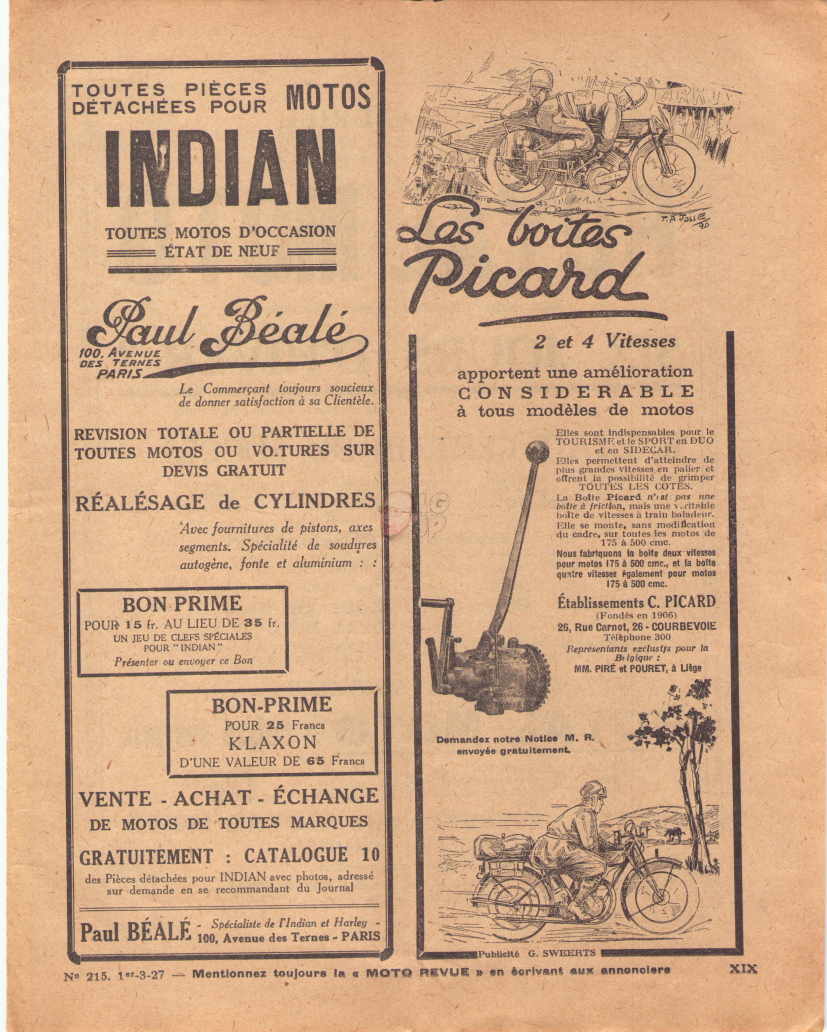 TOUTES PIÈCES
DÉTACHÉES POUR MOTOS
INDIAN
TOUTES MOTOS D'OCCASION
ÉTAT DE NEUF
Paul Béalé
100, AVENUE
DES TERNES
PARIS
Le Commerçant toujours soucieux
de donner satisfaction à sa Clientèle.
REVISION TOTALE OU PARTIELLE DE
TOUTES MOTOS OU VO.TURES SUR
DEVIS GRATUIT
RÉALÉSAGE de CYLINDRES
Avec fournitures de pistons, axes
segments. Spécialité de soudures
autogène, fonte et aluminium : :
BON PRIME
POUR 15 fr. AU LIEU DE 35 fr.
UN JEU DE CLEFS SPÉCIALES
POUR "INDIAN"
Présenter ou envoyer ce Bon
BON-PRIME
POUR 25 Francs
KLAXON
D'UNE VALEUR DE 65 Francs
VENTE - ACHAT - ÉCHANGE
DE MOTOS DE TOUTES MARQUES
GRATUITEMENT : CATALOGUE 10
des Pièces détachées pour INDIAN avec photos, adressé
sur demande en se recommandant du Journal
Paul BÉALÉ - Spécialiste de l'Indian et Harley -
100, Avenue des Ternes - PARIS
Les boites
Picard
2 et 4 Vitesses
apportent une amélioration
CONSIDERABLE
à tous modèles de motos
Elles sont indispensables pour le
TOURISME et le SPORT en DUO
et en SIDECAR.
Elles permettent d'atteindre de
plus grandes vitesses en palier et
offrent la possibilité de grimper
TOUTES LES COTES.
La Boîte Picard n'est pas une
boîte à friction, mais une véritable
boîte de vitesses à train baladeur.
Elle se monte, sans modification
du cadre, sur toutes les motos de
175 à 500 cmc.
Nous fabriquons la boîte deux vitesses
pour motos 175 à 500 cmc., et la boîte
quatre vitesses également pour motos
175 à 500 cmc.
Établissements C. PICARD
(Fondés en 1906)
26, Rue Carnot, 26 - COURBEVOIE
Téléphone 300
Représentants exclusifs pour la
Belgique :
MM. PIRÉ et POURET, à Liège
Demandez notre Notice M. R.
envoyée gratuitement.
Publicité G. SWEERTS
Nº 215. 1er-3-27 — Mentionnez toujours la « MOTO REVUE » en écrivant aux annonciers XIX